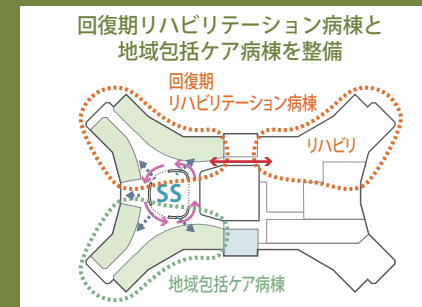 回復期リハビリテーション病棟と
地域包括ケア病棟を整備
回復期
リハビリテーション病棟
リハビリ
SS
地域包括ケア病棟